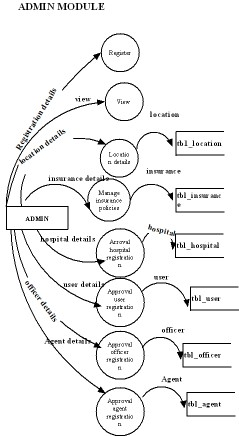 ADMIN MODULE
Register
Registration details
view
View
location
location details
Locatio
n details
tbl_location
insurance
insurance details
Manage
insurance
policies
tbl_insuranc
e
ADMIN
hospital
hospital details
Arroval
hospital
registratio
n
tbl_hospital
user
user details
Approval
user
registratio
n
tbl_user
officer
officer details
Approval
officer
registratio
n
tbl_officer
Agent details
Agent
Approval
agent
registratio
n
tbl_agent